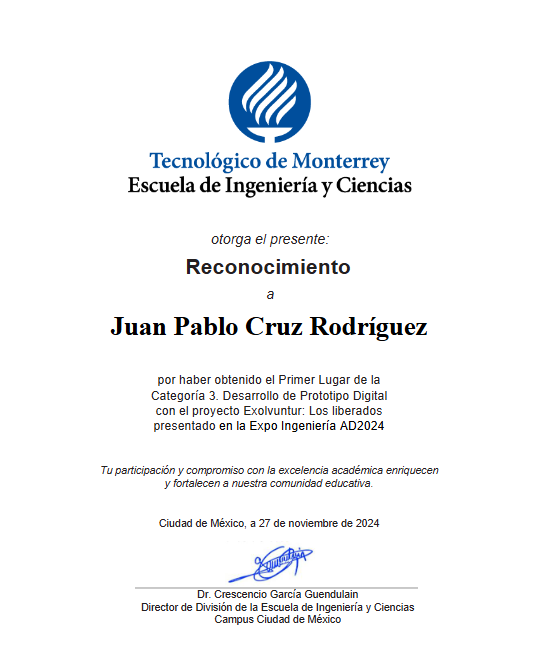 Tecnológico de Monterrey
Escuela de Ingeniería y Ciencias
otorga el presente:
Reconocimiento
a
Juan Pablo Cruz Rodríguez
por haber obtenido el Primer Lugar de la
Categoría 3. Desarrollo de Prototipo Digital
con el proyecto Exolvuntur: Los liberados
presentado en la Expo Ingeniería AD2024
Tu participación y compromiso con la excelencia académica enriquecen
y fortalecen a nuestra comunidad educativa.
Ciudad de México, a 27 de noviembre de 2024
Dr. Crescencio García Guendulain
Director de División de la Escuela de Ingeniería y Ciencias
Campus Ciudad de México